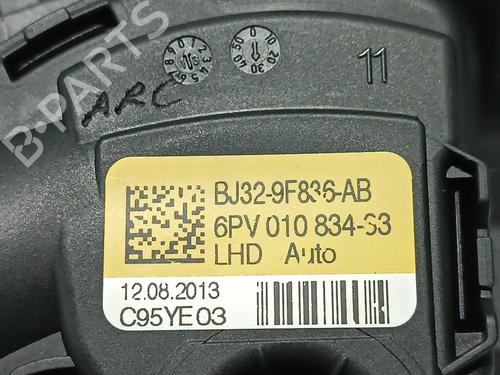 B-PARTS
11
ARC
BJ32-9F836-AB
6PV 010 834-S3
LHD Auto
12.08.2013
C95YE03